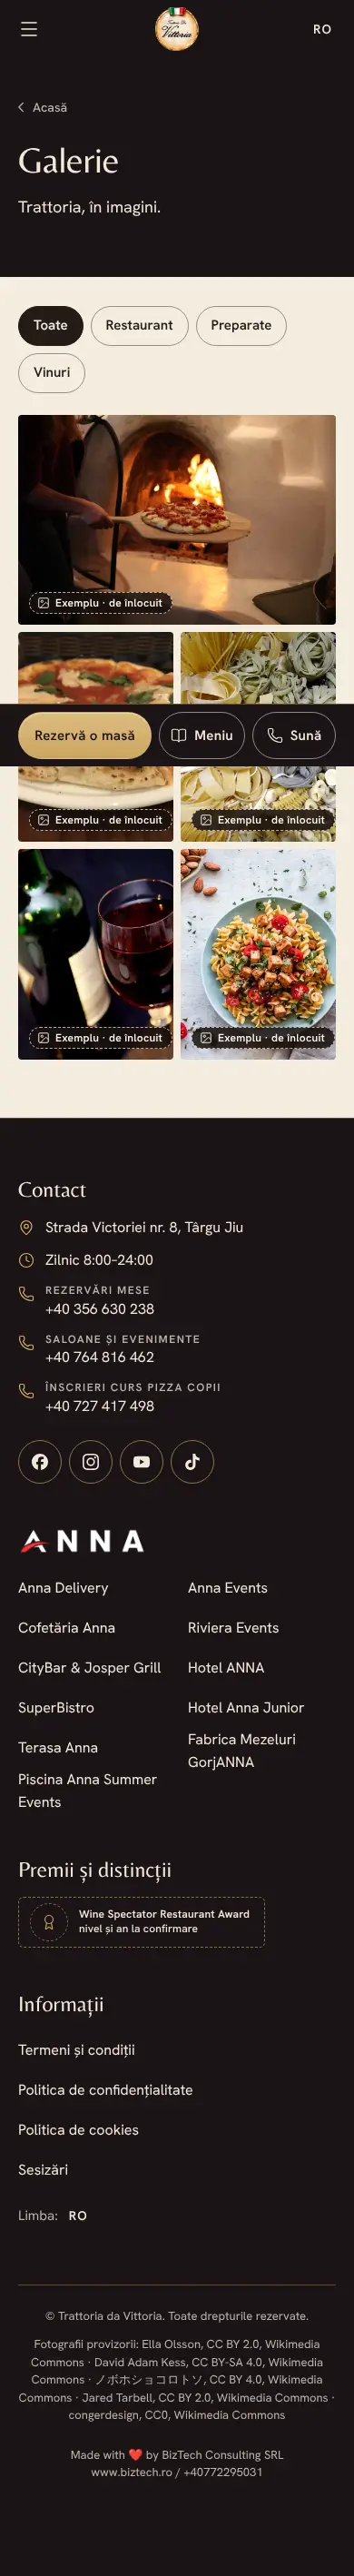 Trattoria Da
Vittoria
RO
Acasă
Galerie
Trattoria, în imagini.
Toate
Restaurant
Preparate
Vinuri
Exemplu · de înlocuit
Rezervă o masă
Meniu
Sună
Exemplu · de înlocuit
Exemplu · de înlocuit
Exemplu · de înlocuit
Exemplu · de înlocuit
Contact
Strada Victoriei nr. 8, Târgu Jiu
Zilnic 8:00–24:00
REZERVĂRI MESE
+40 356 630 238
SALOANE ȘI EVENIMENTE
+40 764 816 462
ÎNSCRIERI CURS PIZZA COPII
+40 727 417 498
ANNA
Anna Delivery
Anna Events
Cofetăria Anna
Riviera Events
CityBar & Josper Grill
Hotel ANNA
SuperBistro
Hotel Anna Junior
Terasa Anna
Fabrica Mezeluri
GorjANNA
Piscina Anna Summer
Events
Premii și distincții
Wine Spectator Restaurant Award
nivel și an la confirmare
Informații
Termeni și condiții
Politica de confidențialitate
Politica de cookies
Sesizări
Limba: RO
© Trattoria da Vittoria. Toate drepturile rezervate.
Fotografii provizorii: Ella Olsson, CC BY 2.0, Wikimedia
Commons · David Adam Kess, CC BY-SA 4.0, Wikimedia
Commons · ノボホショコロトソ, CC BY 4.0, Wikimedia
Commons · Jared Tarbell, CC BY 2.0, Wikimedia Commons ·
congerdesign, CC0, Wikimedia Commons
Made with ❤️ by BizTech Consulting SRL
www.biztech.ro / +40772295031